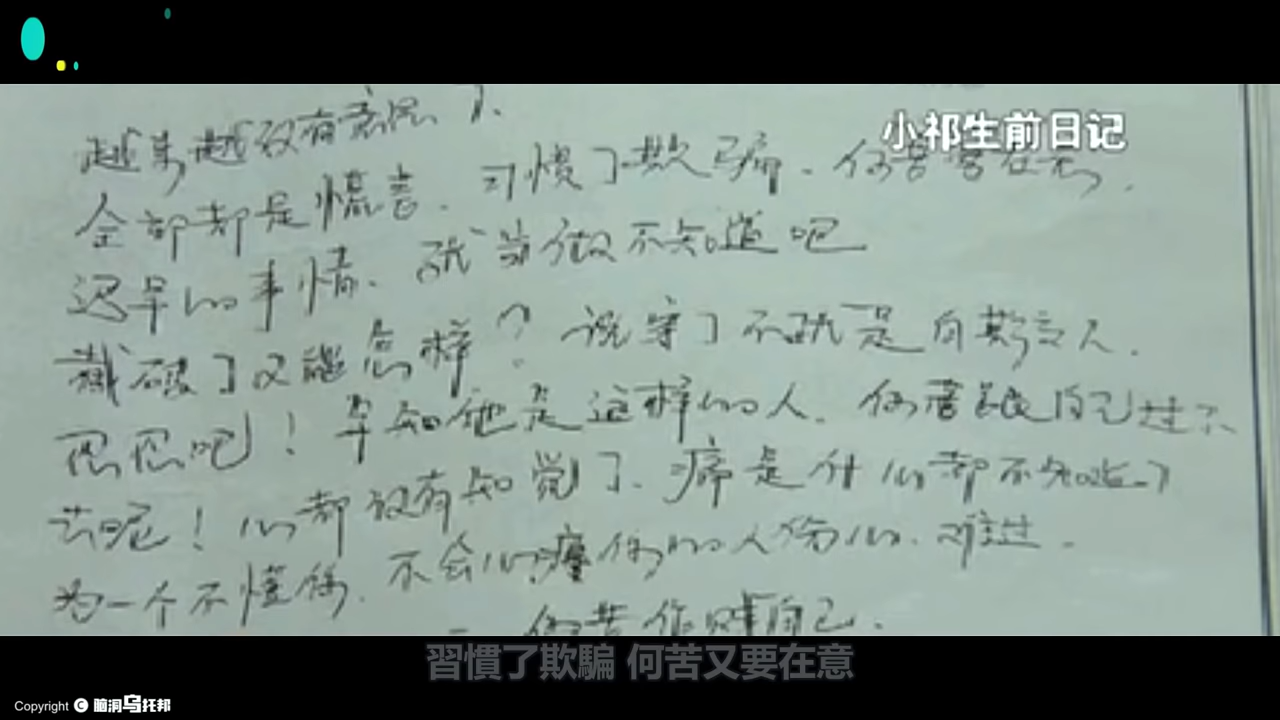 越来越没有意思了.
小祁生前日记
全部都是慌言. 习惯了欺骗. 何苦要在意.
迟早的事情. 就当做不知道吧
截破了又能怎样? 说穿了不就是自欺欺人.
忍忍吧! 早知他是这样的人. 何苦跟自己过不
去呢! 心都没有知觉了. 痛是什么都不知道了
为一个不懂你. 不会心疼你的人伤心. 难过.
何苦作贱自己.
習慣了欺騙 何苦又要在意
Copyright C 脑洞乌托邦